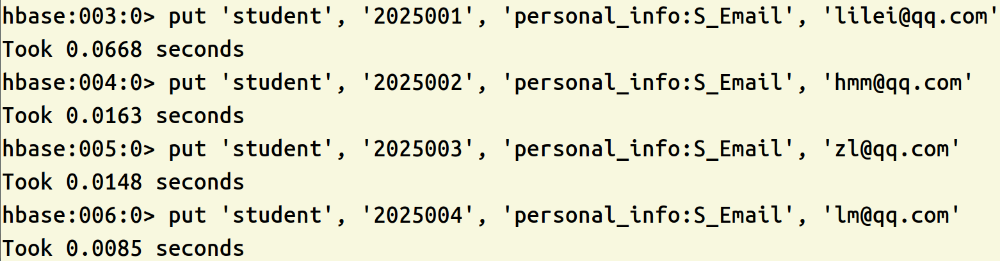 hbase:003:0> put 'student', '2025001', 'personal_info:S_Email', 'lilei@qq.com'
Took 0.0668 seconds
hbase:004:0> put 'student', '2025002', 'personal_info:S_Email', 'hmm@qq.com'
Took 0.0163 seconds
hbase:005:0> put 'student', '2025003', 'personal_info:S_Email', 'zl@qq.com'
Took 0.0148 seconds
hbase:006:0> put 'student', '2025004', 'personal_info:S_Email', 'lm@qq.com'
Took 0.0085 seconds